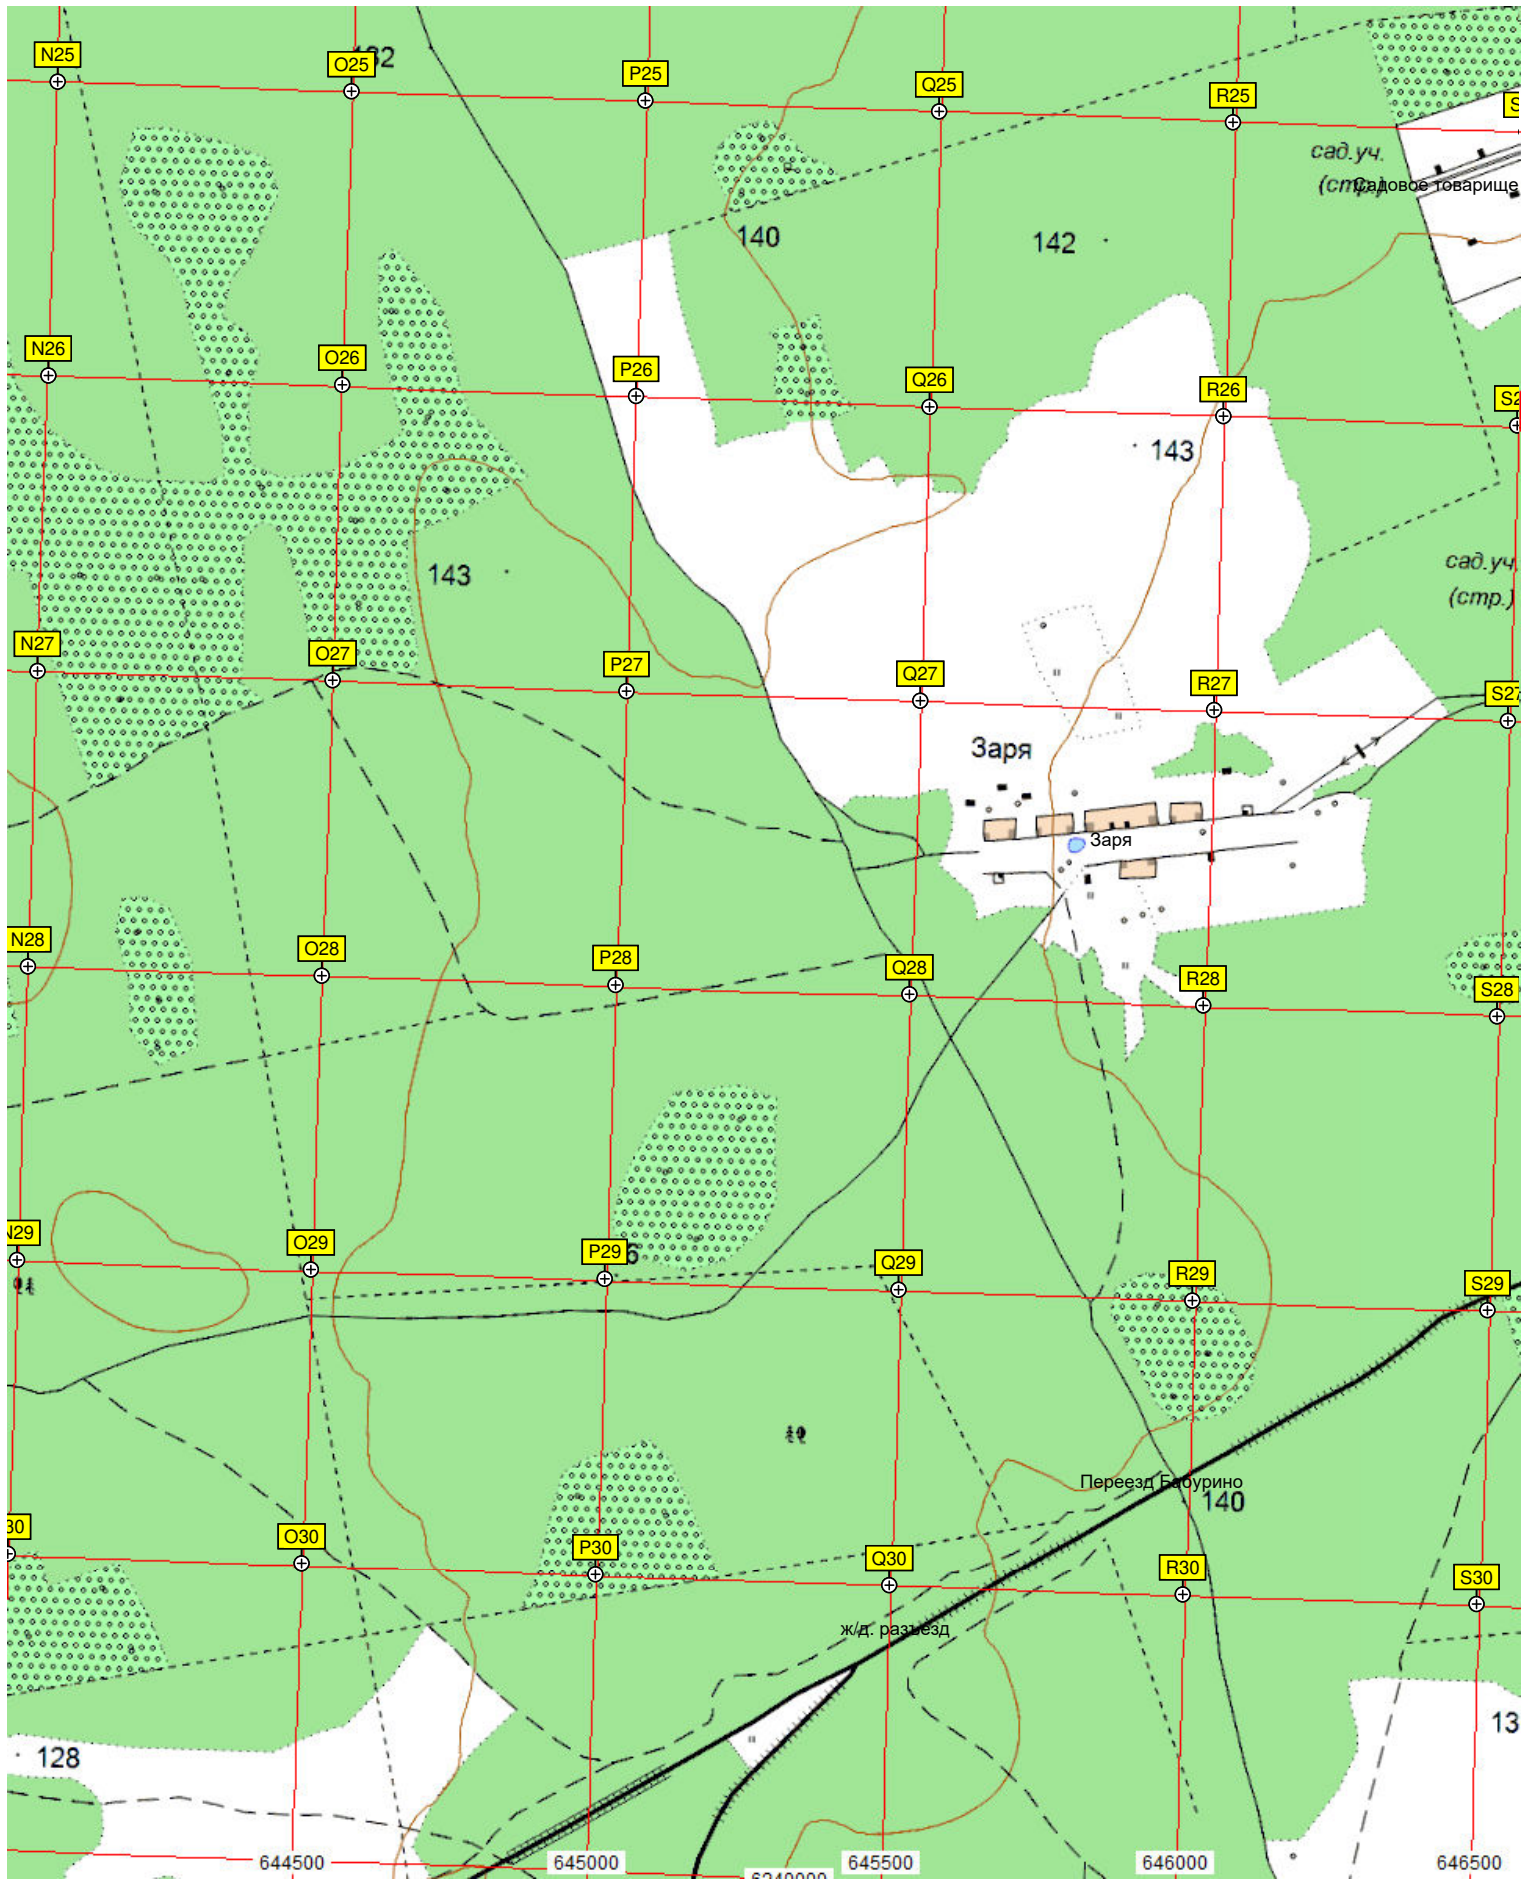 N25
O25
P25
Q25
R25
сад.уч.
(стр.)
Садовое товарище
140
142
N26
O26
P26
Q26
R26
143
сад.уч.
(стр.)
143
N27
O27
P27
Q27
R27
S27
Заря
Заря
N28
O28
P28
Q28
R28
S28
O29
P29
Q29
R29
S29
Переезд Бабурино
140
O30
P30
Q30
R30
S30
ж/д. разъезд
128
13
644500
645000
645500
646000
646500